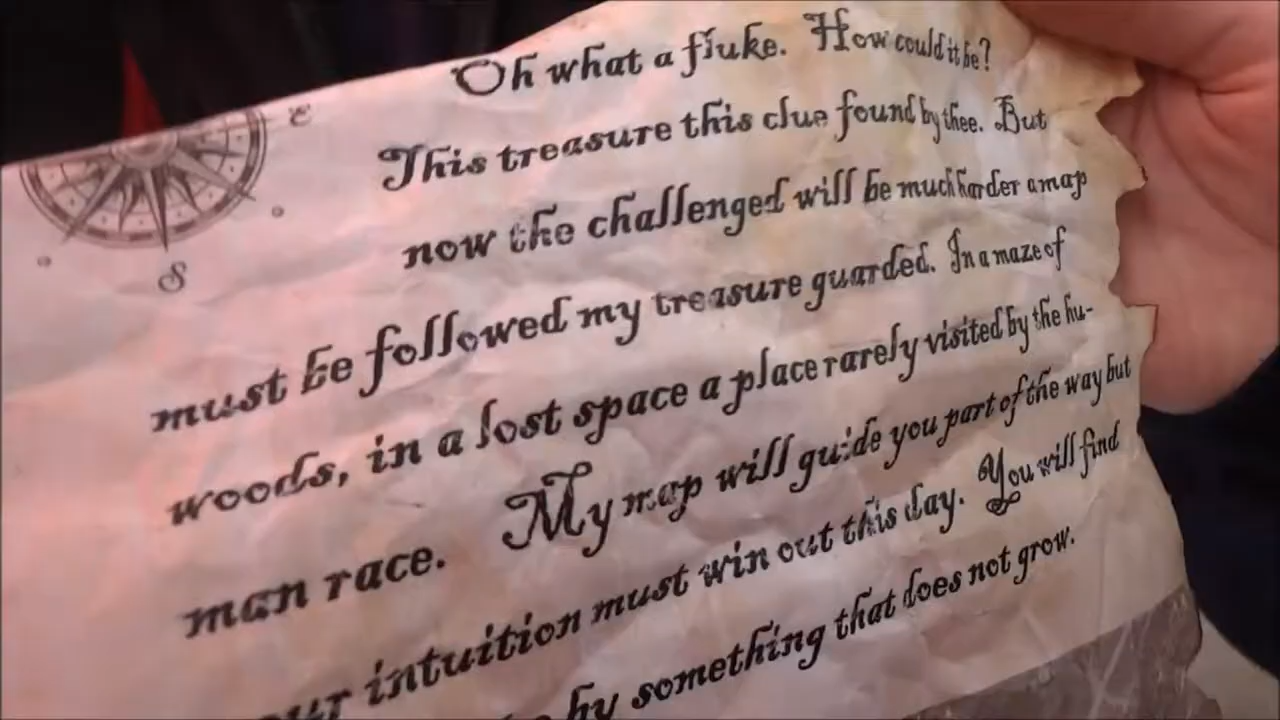 E
S
Oh what a fluke. How could it be?
This treasure this clue found by thee. But
now the challenged will be much harder a map
must be followed my treasure guarded. In a maze of
woods, in a lost space a place rarely visited by the hu-
man race. My map will guide you part of the way but
intuition must win out this day. You will find
by something that does not grow.